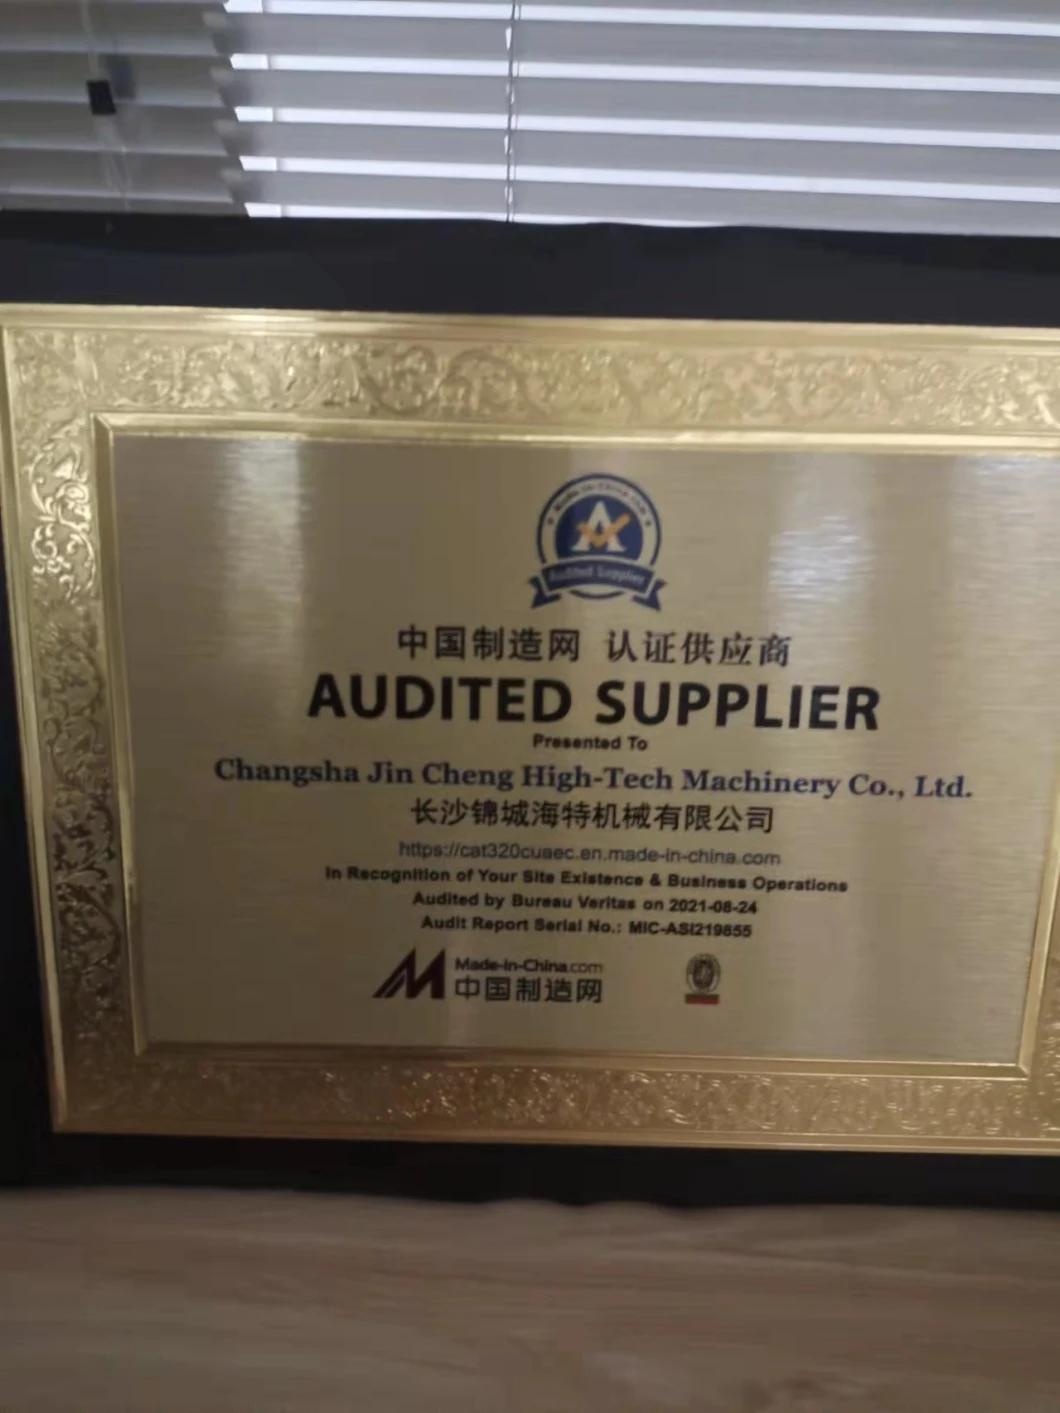 Audited Supplier
中国制造网 认证供应商
AUDITED SUPPLIER
Presented To
Changsha Jin Cheng High-Tech Machinery Co., Ltd.
长沙锦城海特机械有限公司
https://cat320cuaec.en.made-in-china.com
In Recognition of Your Site Existence & Business Operations
Audited by Bureau Veritas on 2021-08-24
Audit Report Serial No.: MIC-ASI219855
Made-in-China.com
中国制造网